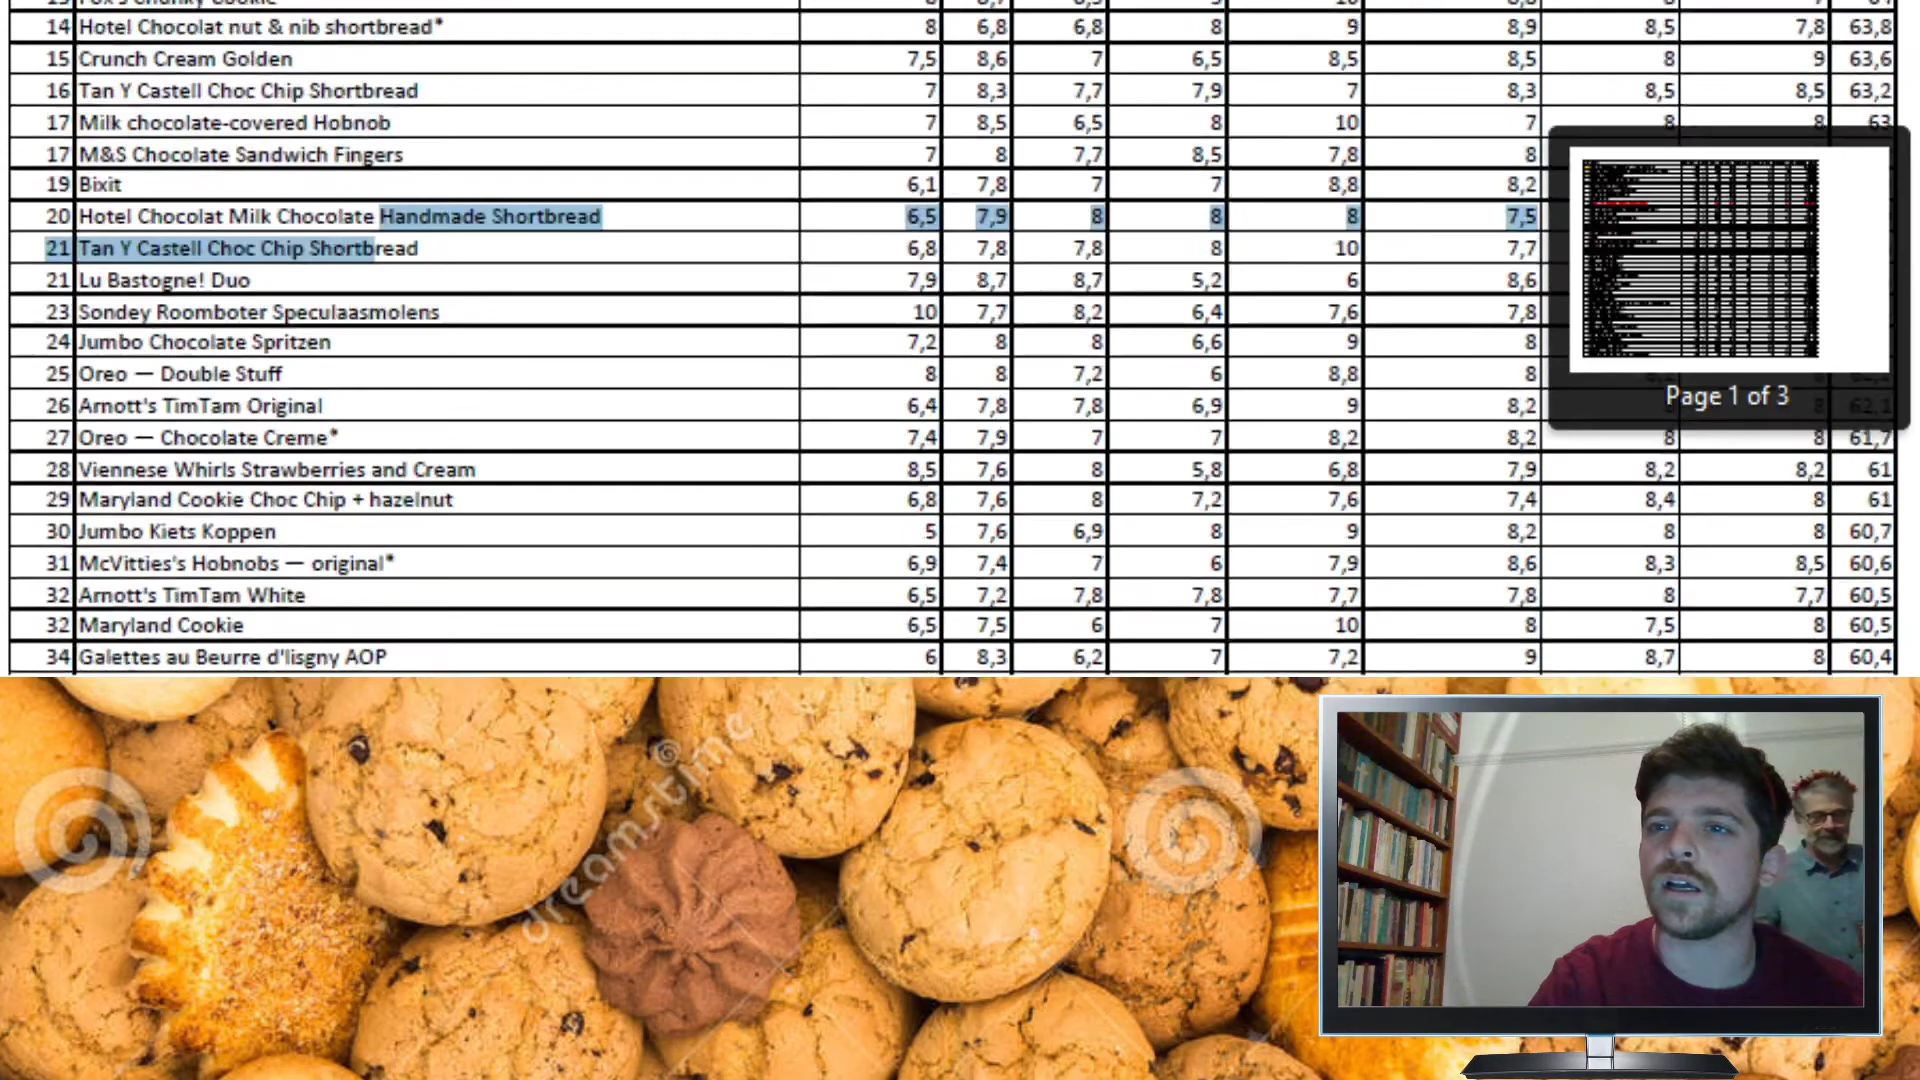 14 Hotel Chocolat nut & nib shortbread* 8 6,8 6,8 8 9 8,9 8,5 7,8 63,8
15 Crunch Cream Golden 7,5 8,6 7 6,5 8,5 8,5 8 9 63,6
16 Tan Y Castell Choc Chip Shortbread 7 8,3 7,7 7,9 7 8,3 8,5 8,5 63,2
17 Milk chocolate-covered Hobnob 7 8,5 6,5 8 10 7 8 8 63
17 M&S Chocolate Sandwich Fingers 7 8 7,7 8,5 7,8 8
19 Bixit 6,1 7,8 7 7 8,8 8,2
20 Hotel Chocolat Milk Chocolate Handmade Shortbread 6,5 7,9 8 8 8 7,5
21 Tan Y Castell Choc Chip Shortbread 6,8 7,8 7,8 8 10 7,7
21 Lu Bastogne! Duo 7,9 8,7 8,7 5,2 6 8,6
23 Sondey Roomboter Speculaasmolens 10 7,7 8,2 6,4 7,6 7,8
24 Jumbo Chocolate Spritzen 7,2 8 8 6,6 9 8
25 Oreo — Double Stuff 8 8 7,2 6 8,8 8
Page 1 of 3
26 Arnott's TimTam Original 6,4 7,8 7,8 6,9 9 8,2 8 62,1
27 Oreo — Chocolate Creme* 7,4 7,9 7 7 8,2 8,2 8 8 61,7
28 Viennese Whirls Strawberries and Cream 8,5 7,6 8 5,8 6,8 7,9 8,2 8,2 61
29 Maryland Cookie Choc Chip + hazelnut 6,8 7,6 8 7,2 7,6 7,4 8,4 8 61
30 Jumbo Kiets Koppen 5 7,6 6,9 8 9 8,2 8 8 60,7
31 McVitties's Hobnobs — original* 6,9 7,4 7 6 7,9 8,6 8,3 8,5 60,6
32 Arnott's TimTam White 6,5 7,2 7,8 7,8 7,7 7,8 8 7,7 60,5
32 Maryland Cookie 6,5 7,5 6 7 10 8 7,5 8 60,5
34 Galettes au Beurre d'lisgny AOP 6 8,3 6,2 7 7,2 9 8,7 8 60,4
© dreamstime